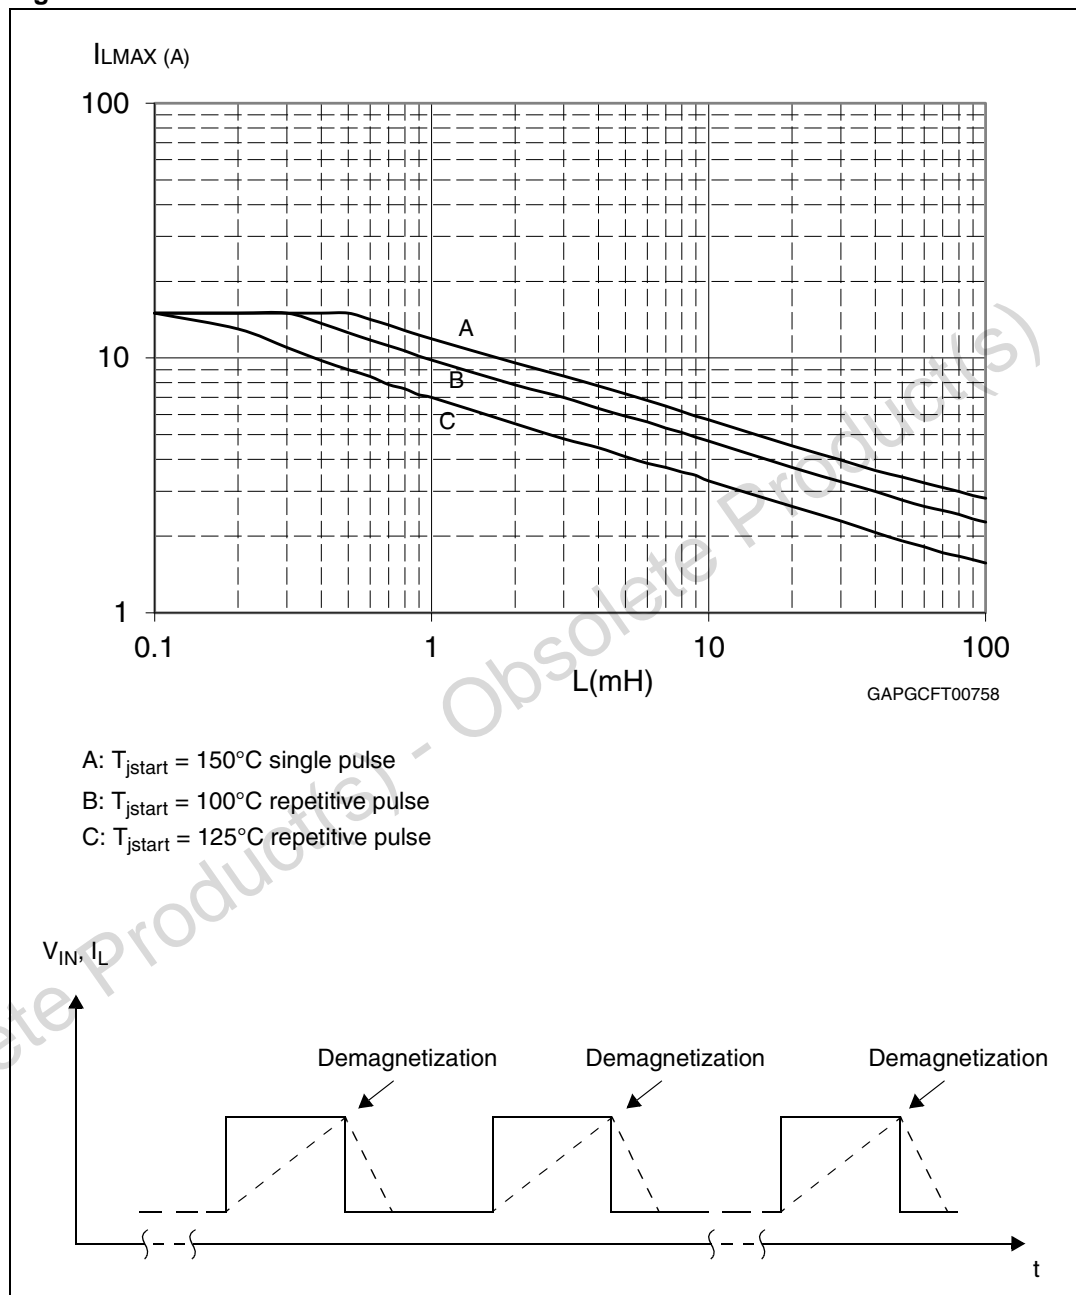 ILMAX (A)
100
10
1
A
B
C
0.1 1 10 100
L(mH)
GAPGCFT00758
A: Tjstart = 150°C single pulse
B: Tjstart = 100°C repetitive pulse
C: Tjstart = 125°C repetitive pulse
VIN, IL
Demagnetization Demagnetization Demagnetization
t
ete Product(s) - Obsolete Product(s)